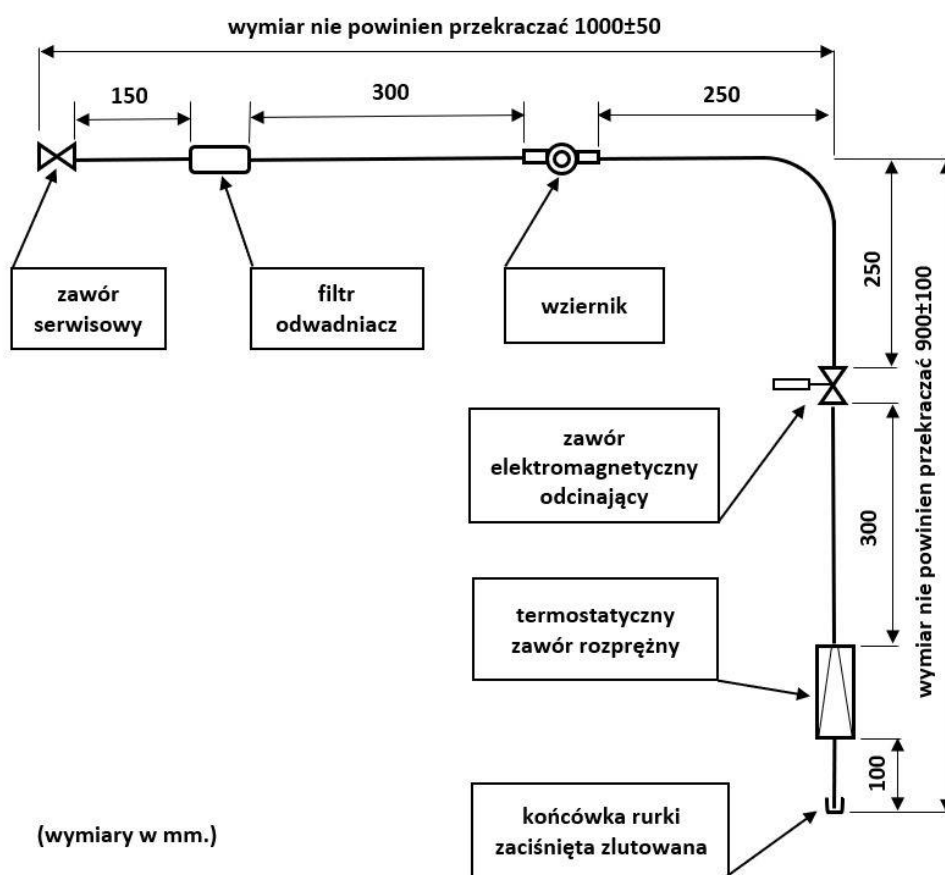 wymiar nie powinien przekraczać 1000±50
150
300
250
zawór
serwisowy
filtr
odwadniacz
wziernik
250
wymiar nie powinien przekraczać 900±100
zawór
elektromagnetyczny
odcinający
300
termostatyczny
zawór rozprężny
100
końcówka rurki
zaciśnięta zlutowana
(wymiary w mm.)